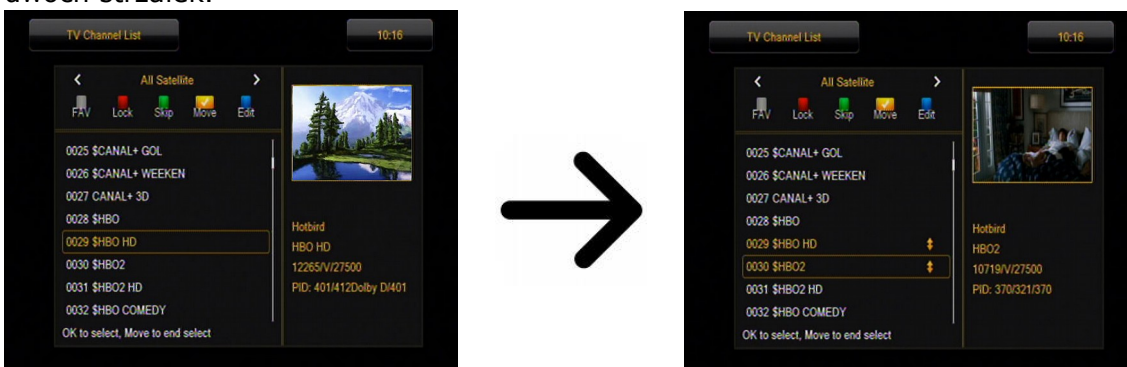 dwóch strzałek.
TV Channel List
10:16
All Satellite
FAV Lock Skip Move Edit
0025 $CANAL+ GOL
0026 $CANAL+ WEEKEN
0027 CANAL+ 3D
0028 $HBO
0029 $HBO HD
0030 $HBO2
0031 $HBO2 HD
0032 $HBO COMEDY
OK to select, Move to end select
Hotbird
HBO HD
12265/V/27500
PID: 401/412Dolby D/401
TV Channel List
10:16
All Satellite
FAV Lock Skip Move Edit
0025 $CANAL+ GOL
0026 $CANAL+ WEEKEN
0027 CANAL+ 3D
0028 $HBO
0029 $HBO HD
0030 $HBO2
0031 $HBO2 HD
0032 $HBO COMEDY
OK to select, Move to end select
Hotbird
HBO2
10719/V/27500
PID: 370/321/370